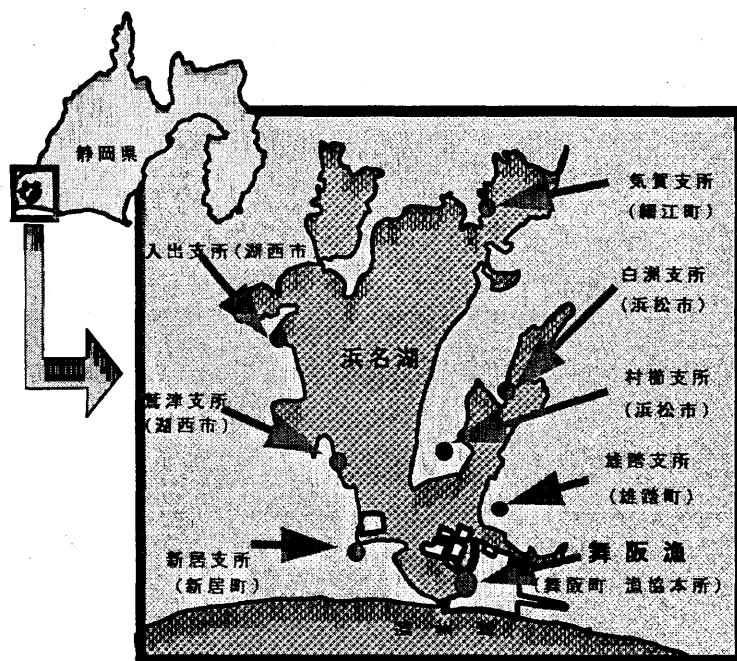 静岡県
気賀支所
(細江町)
入出支所(湖西市
白洲支所
(浜松市)
浜名湖
村櫛支所
(浜松市)
鷲津支所
(湖西市)
雄踏支所
(雄踏町)
新居支所
(新居町)
舞阪漁
(舞阪町 漁協本所)